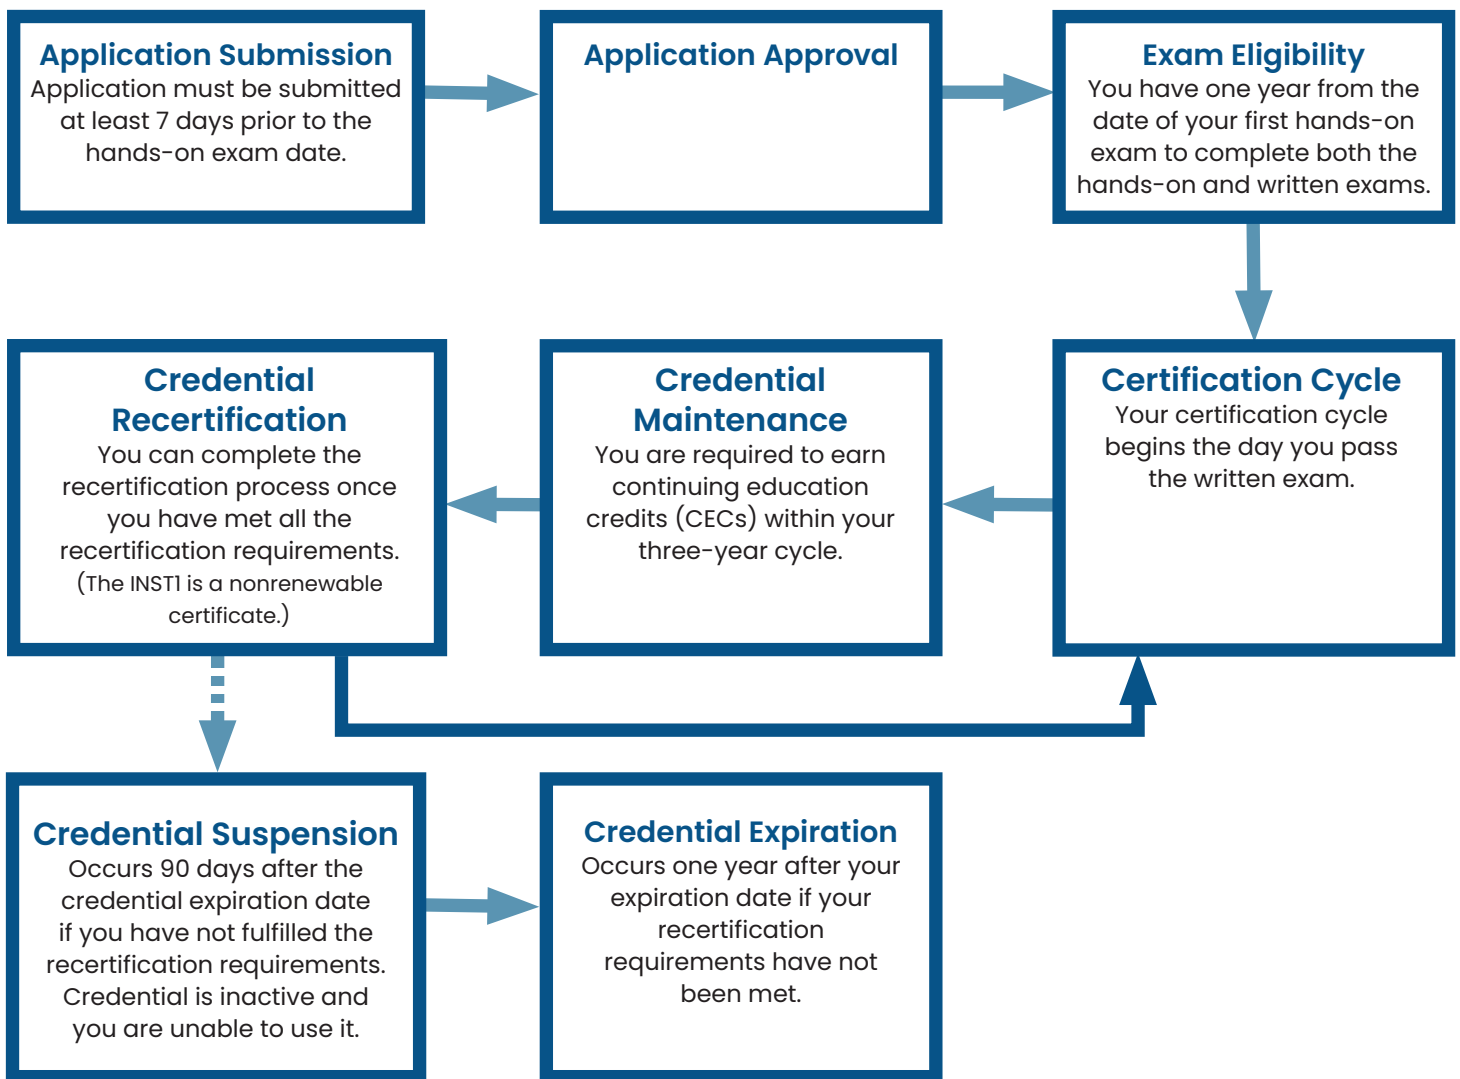 Application Submission
Application must be submitted
at least 7 days prior to the
hands-on exam date.
Application Approval
Exam Eligibility
You have one year from the
date of your first hands-on
exam to complete both the
hands-on and written exams.
Credential
Recertification
You can complete the
recertification process once
you have met all the
recertification requirements.
(The INST1 is a nonrenewable
certificate.)
Credential
Maintenance
You are required to earn
continuing education
credits (CECs) within your
three-year cycle.
Certification Cycle
Your certification cycle
begins the day you pass
the written exam.
Credential Suspension
Occurs 90 days after the
credential expiration date
if you have not fulfilled the
recertification requirements.
Credential is inactive and
you are unable to use it.
Credential Expiration
Occurs one year after your
expiration date if your
recertification
requirements have not
been met.